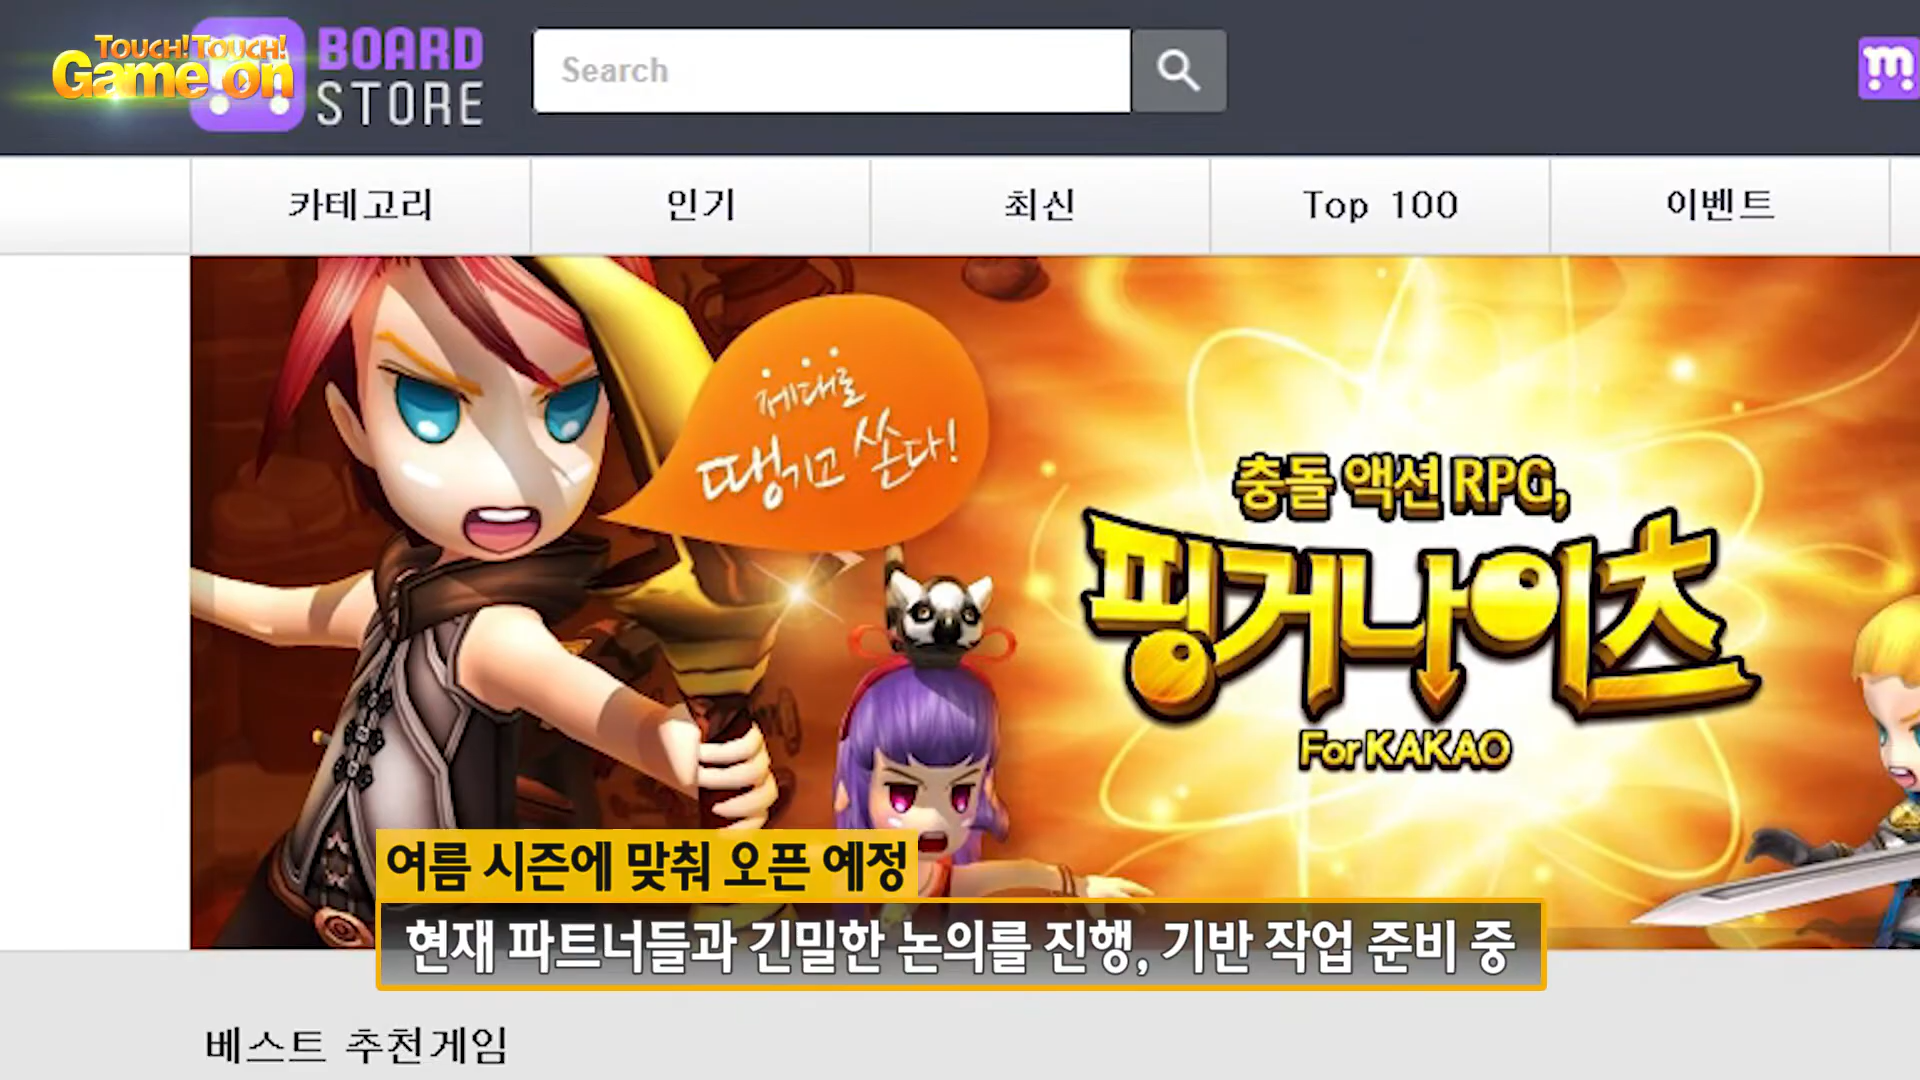 TOUCH! TOUCH!
Game on
BOARD
STORE
Search
m
카테고리
인기
최신
Top 100
이벤트
제대로
땡기고 쏜다!
충돌 액션 RPG,
핑거나이츠
For KAKAO
여름 시즌에 맞춰 오픈 예정
현재 파트너들과 긴밀한 논의를 진행, 기반 작업 준비 중
베스트 추천게임